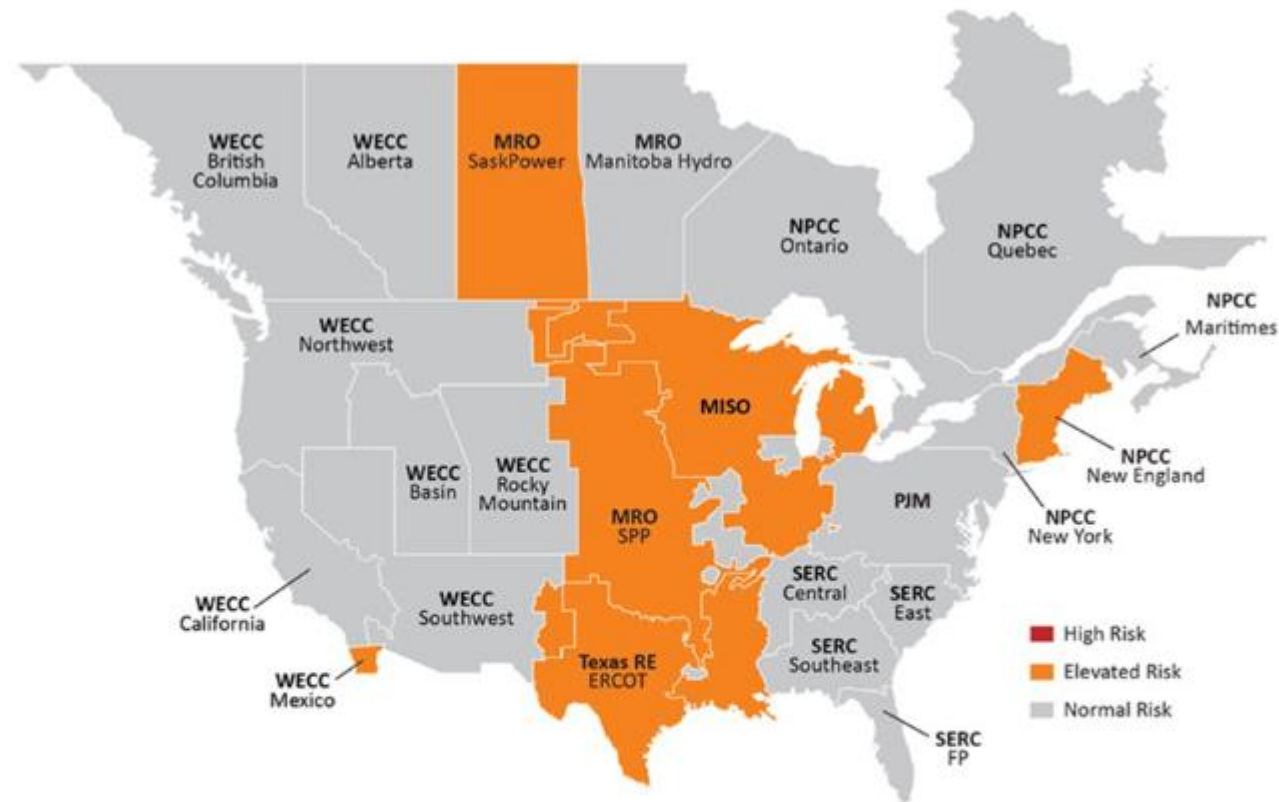 WECC
British
Columbia
WECC
Alberta
MRO
SaskPower
MRO
Manitoba Hydro
NPCC
Ontario
NPCC
Quebec
NPCC
Maritimes
WECC
Northwest
MISO
WECC
Basin
WECC
Rocky
Mountain
MRO
SPP
PJM
NPCC
New England
NPCC
New York
WECC
California
WECC
Southwest
SERC
Central
SERC
East
WECC
Mexico
Texas RE
ERCOT
SERC
Southeast
SERC
FP
High Risk
Elevated Risk
Normal Risk